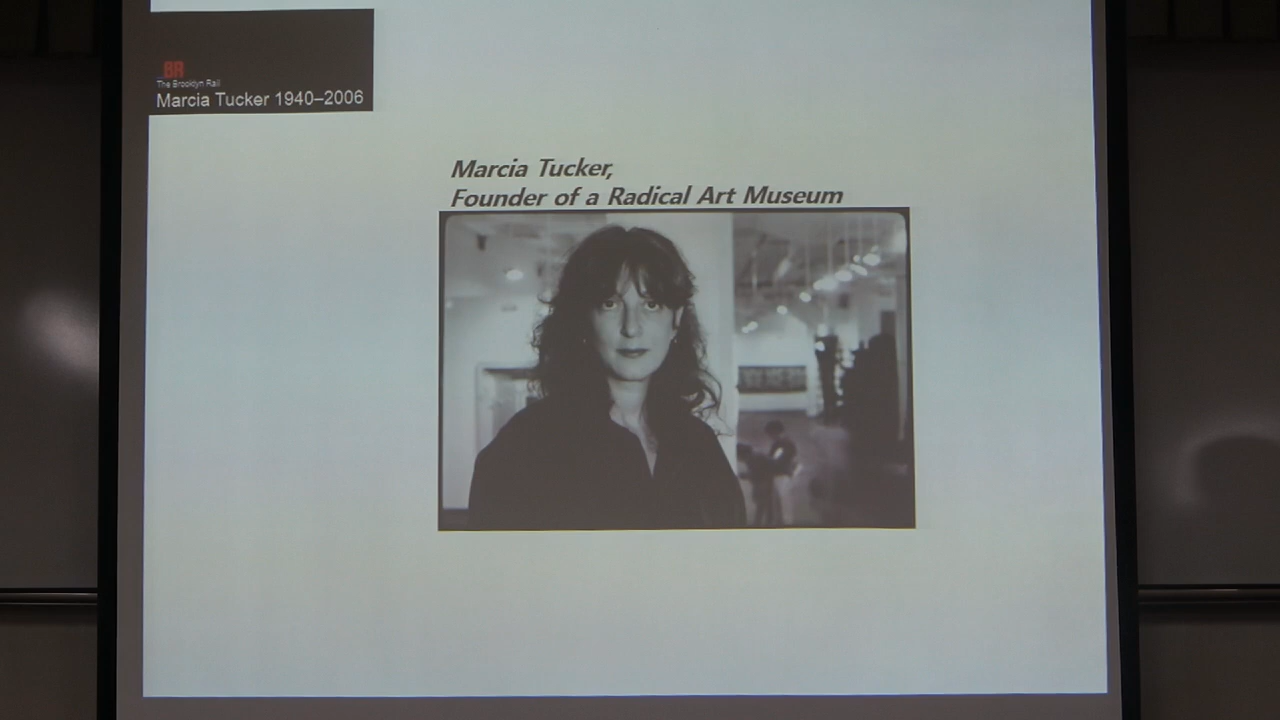 BR
The Brooklyn Rail
Marcia Tucker 1940–2006
Marcia Tucker,
Founder of a Radical Art Museum